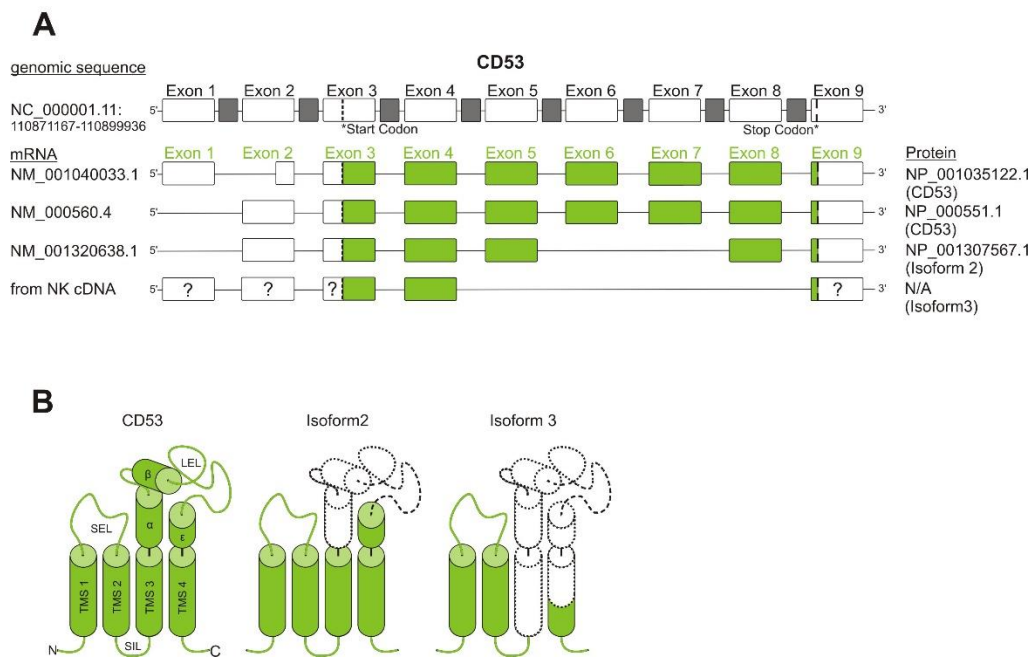 A
CD53
genomic sequence
Exon 1 Exon 2 Exon 3 Exon 4 Exon 5 Exon 6 Exon 7 Exon 8 Exon 9
NC_000001.11: 5' 3'
110871167-110899936
*Start Codon Stop Codon*
mRNA Exon 1 Exon 2 Exon 3 Exon 4 Exon 5 Exon 6 Exon 7 Exon 8 Exon 9 Protein
NM_001040033.1 5' 3' NP_001035122.1
(CD53)
NM_000560.4 5' 3' NP_000551.1
(CD53)
NM_001320638.1 5' 3' NP_001307567.1
(Isoform 2)
from NK cDNA 5' ? ? ? ? 3' N/A
(Isoform3)
B
CD53 Isoform2 Isoform 3
LEL
β
SEL
α
ε
TMS 1 TMS 2 TMS 3 TMS 4
N SIL C